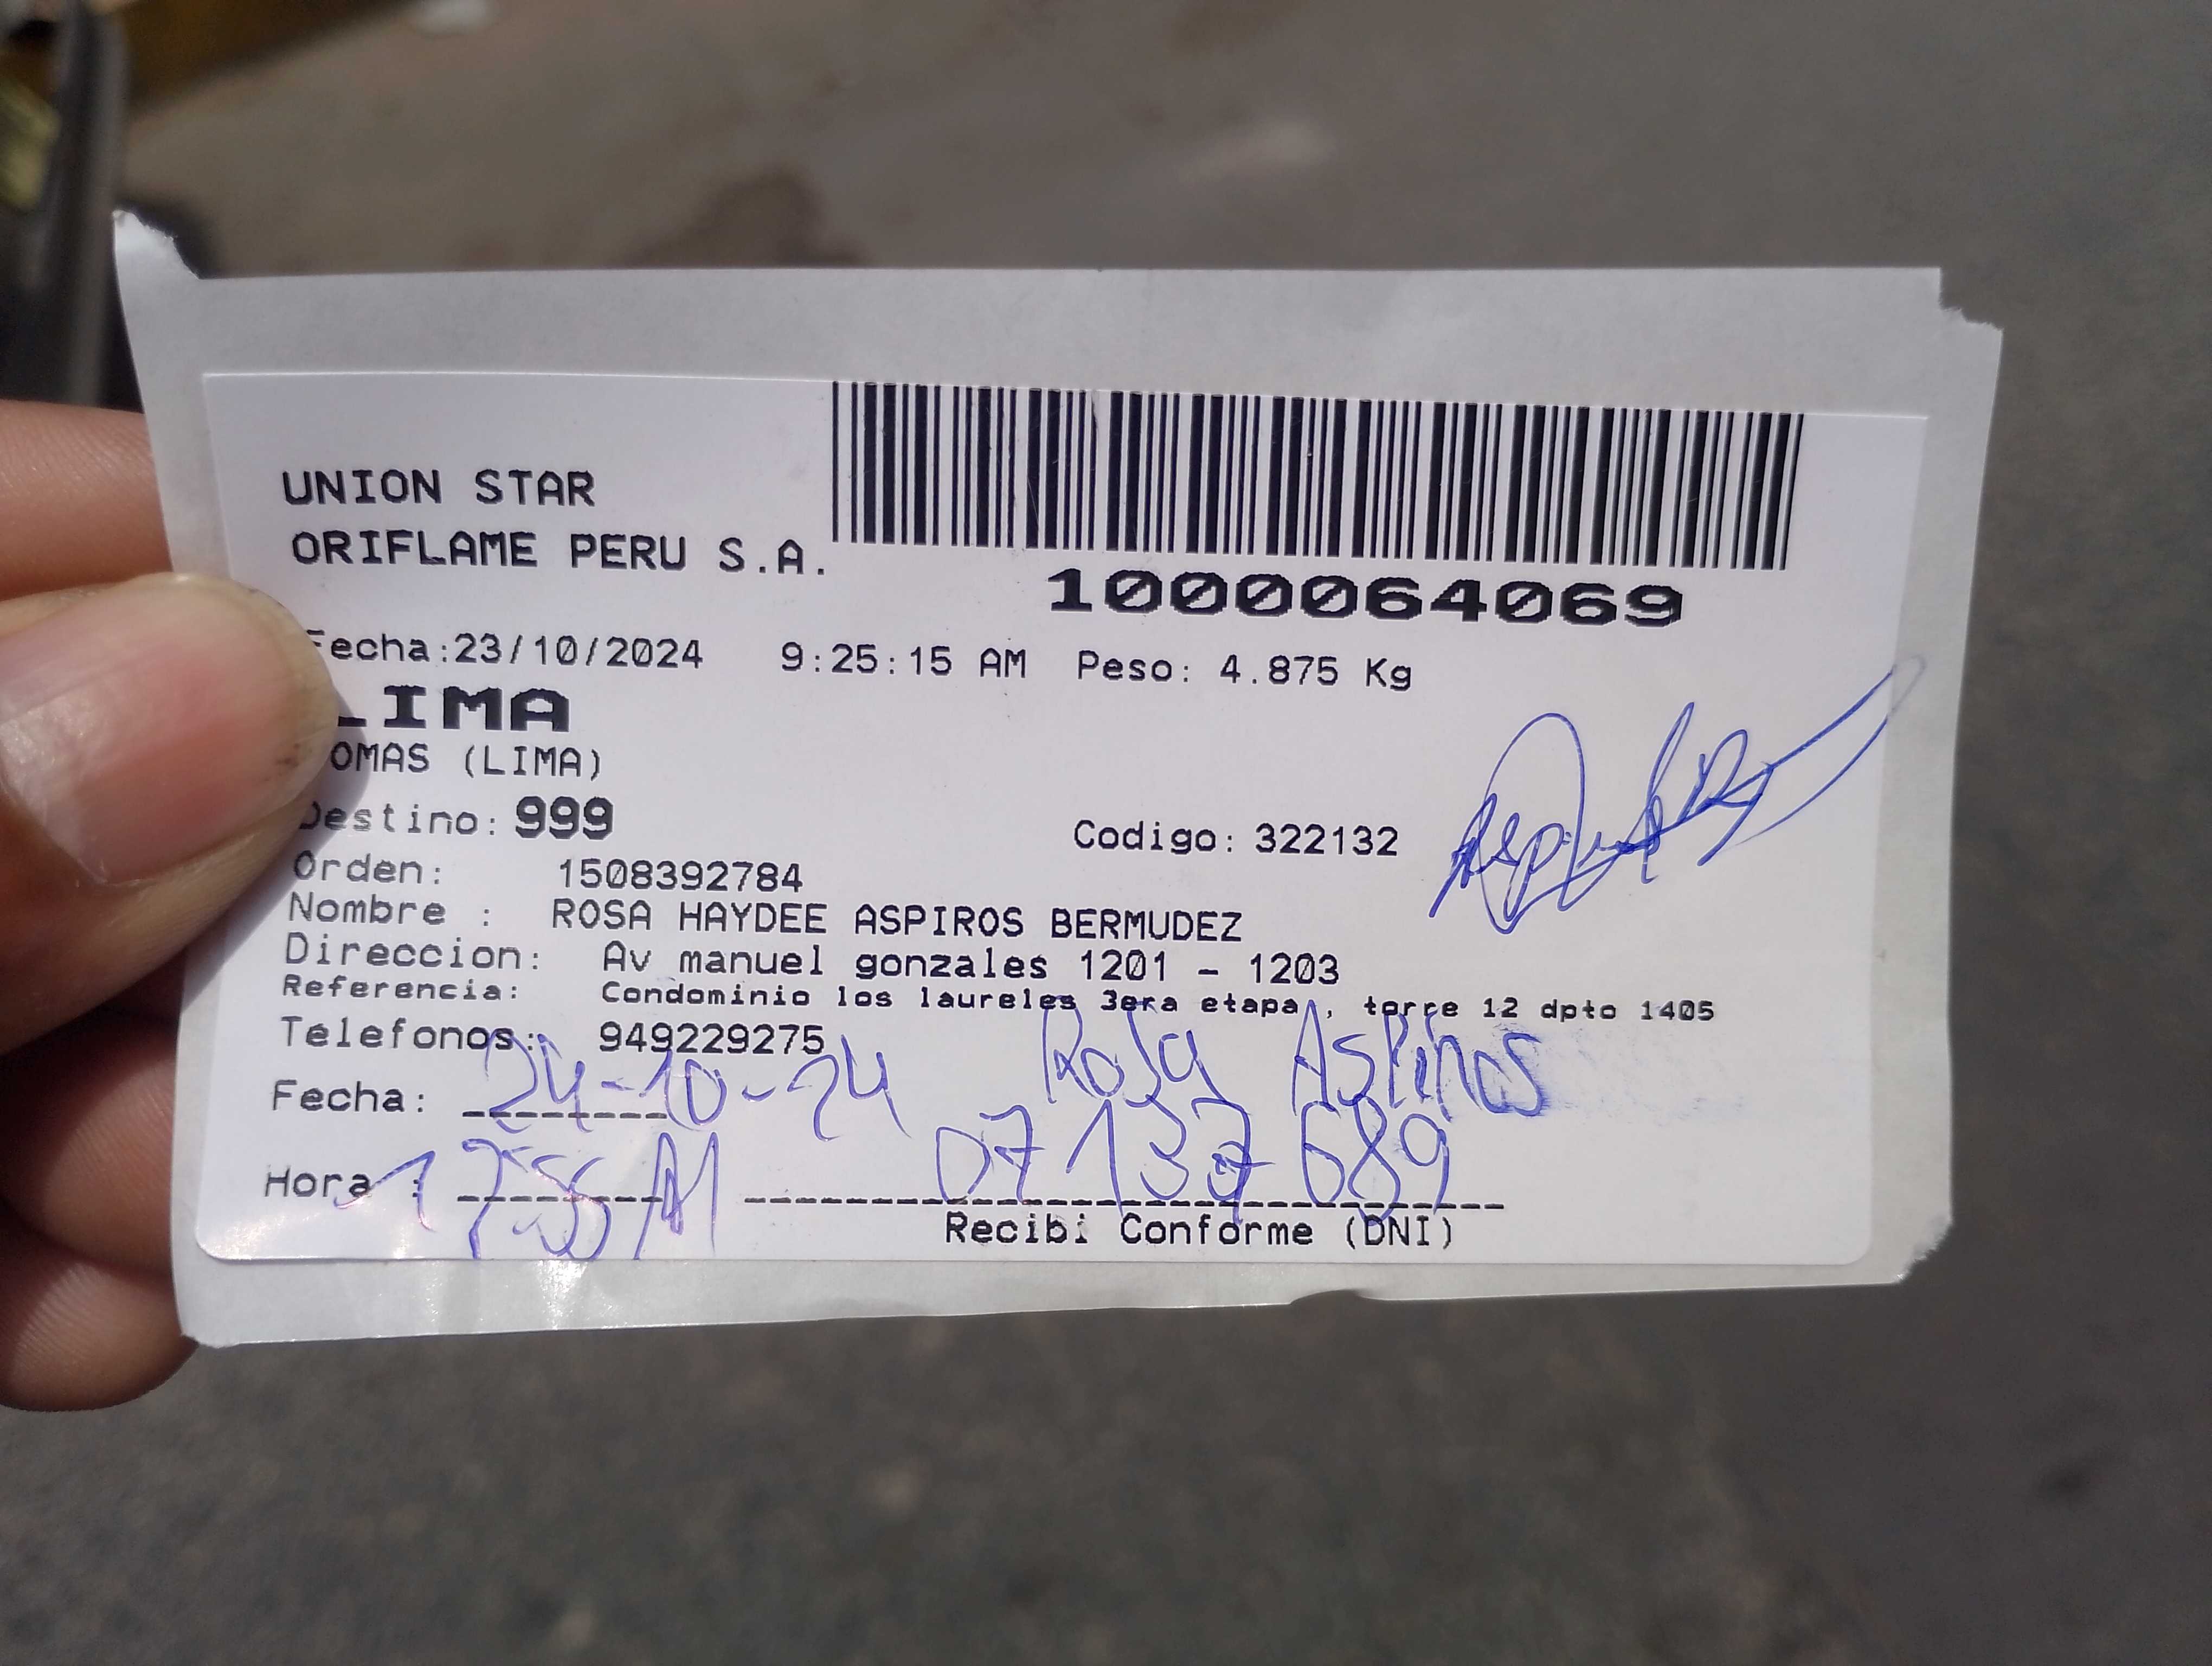 UNION STAR
ORIFLAME PERU S.A.
1000064069
Fecha:23/10/2024 9:25:15 AM Peso: 4.875 Kg
LIMA
OMAS (LIMA)
Destino: 999
Codigo: 322132
Orden: 1508392784
Nombre : ROSA HAYDEE ASPIROS BERMUDEZ
Direccion: Av manuel gonzales 1201 - 1203
Referencia: Condominio los laureles 3era etapa , torre 12 dpto 1405
Telefonos: 949229275
Rosa Aspiros
Fecha: 24-10-24
07137689
Hora :
Recibi Conforme (DNI)